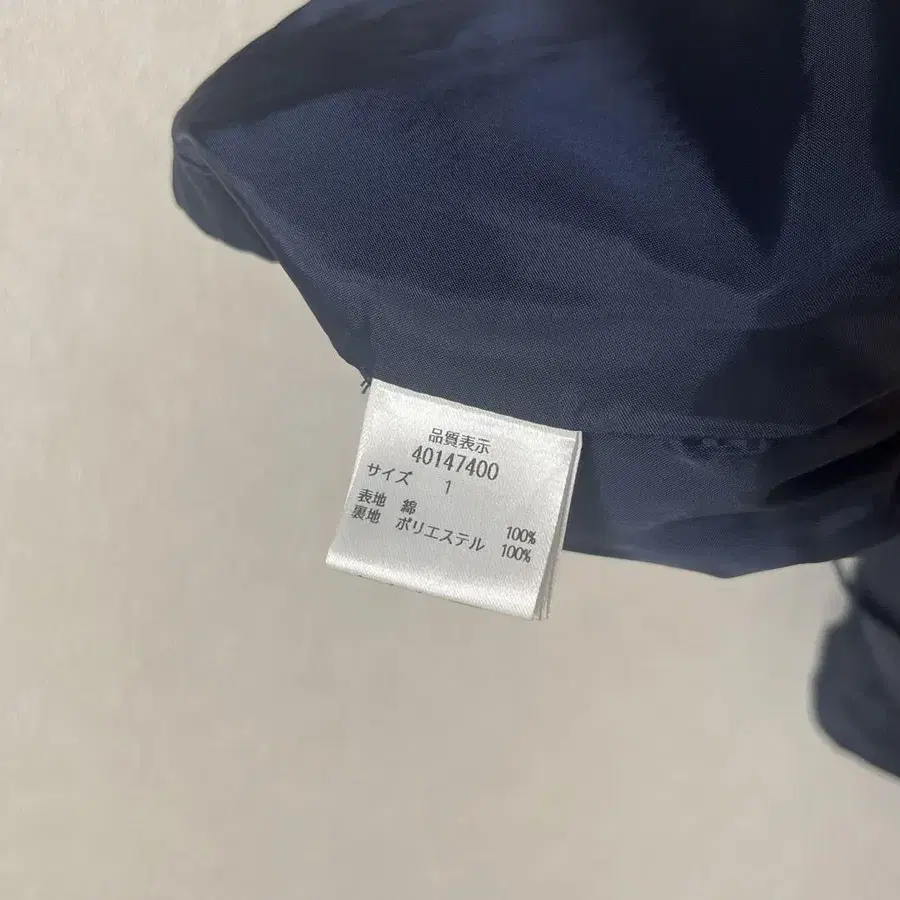 品質表示
40147400
サイズ 1
表地 綿 100%
裏地 ポリエステル 100%